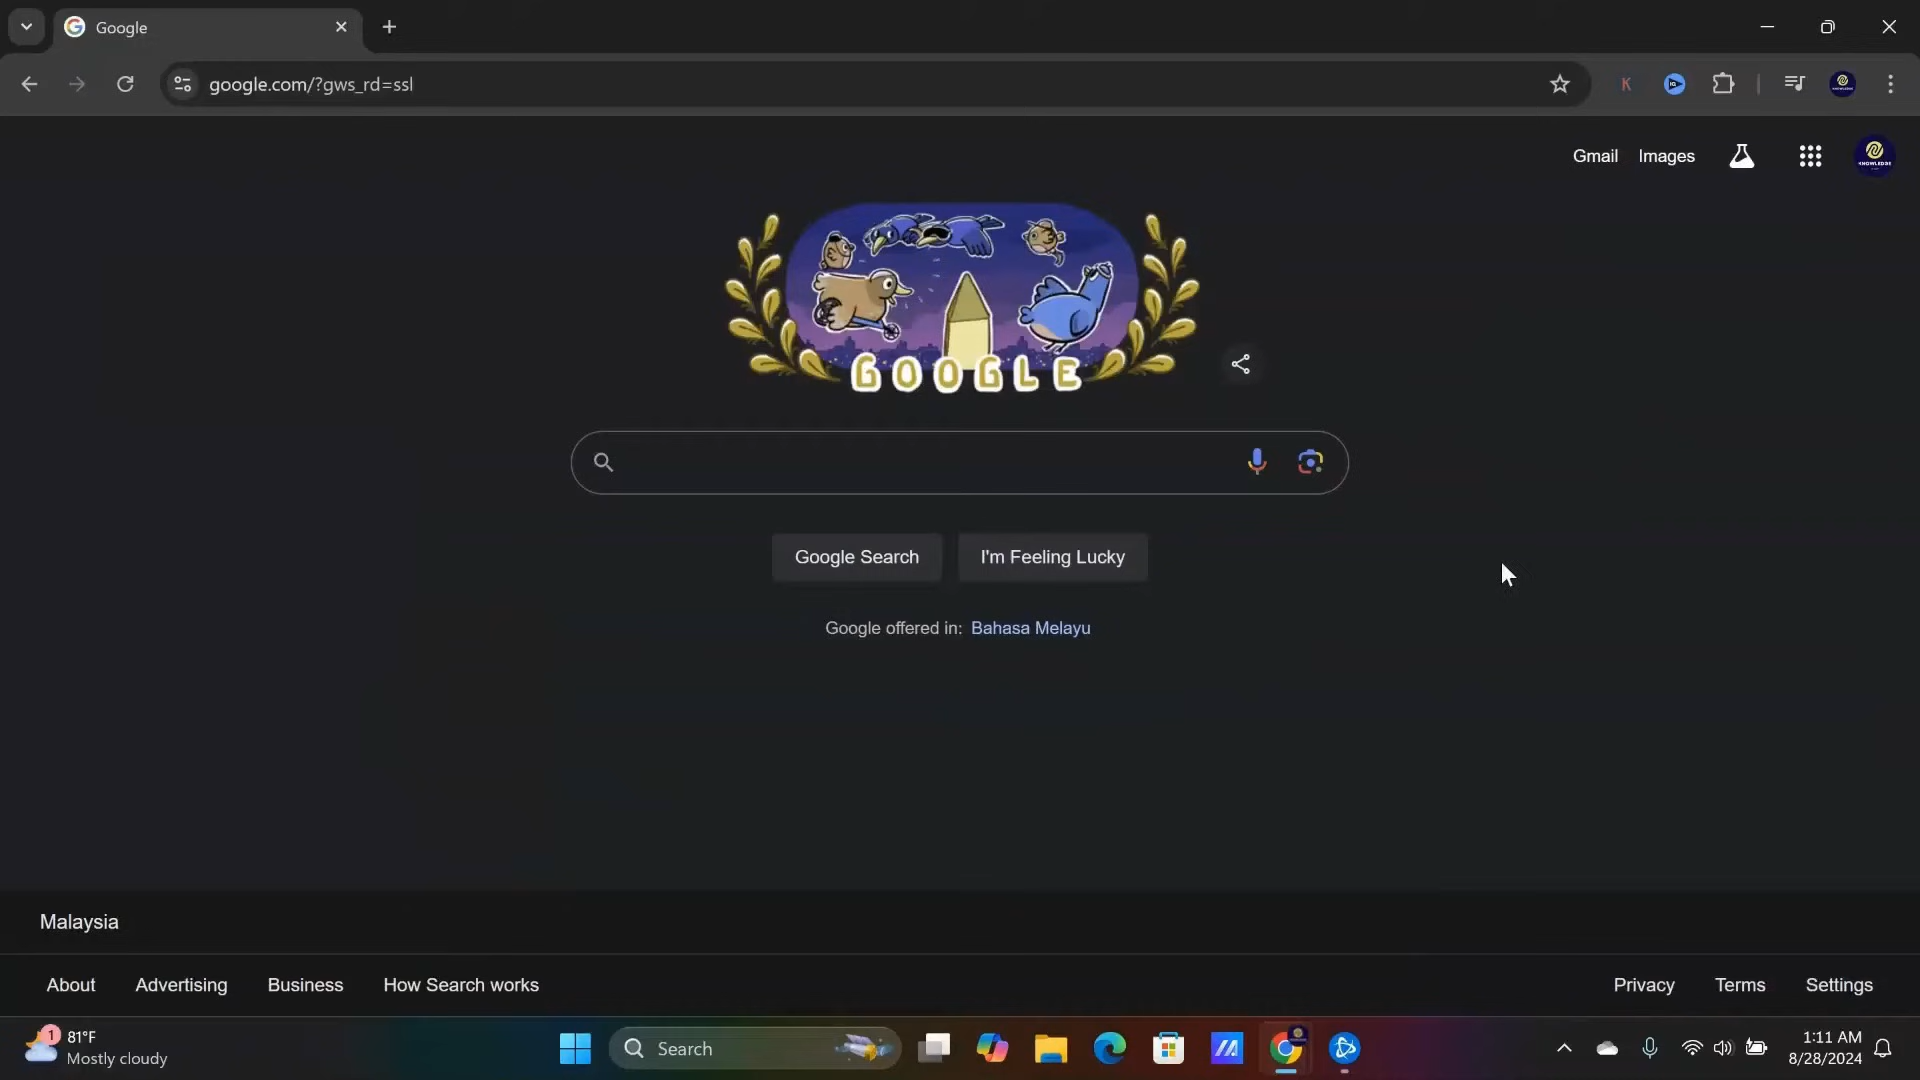 Google
google.com/?gws_rd=ssl
K
Gmail
Images
GOOGLE
Google Search
I'm Feeling Lucky
Google offered in: Bahasa Melayu
Malaysia
About
Advertising
Business
How Search works
Privacy
Terms
Settings
1
81°F
Mostly cloudy
Search
1:11 AM
8/28/2024